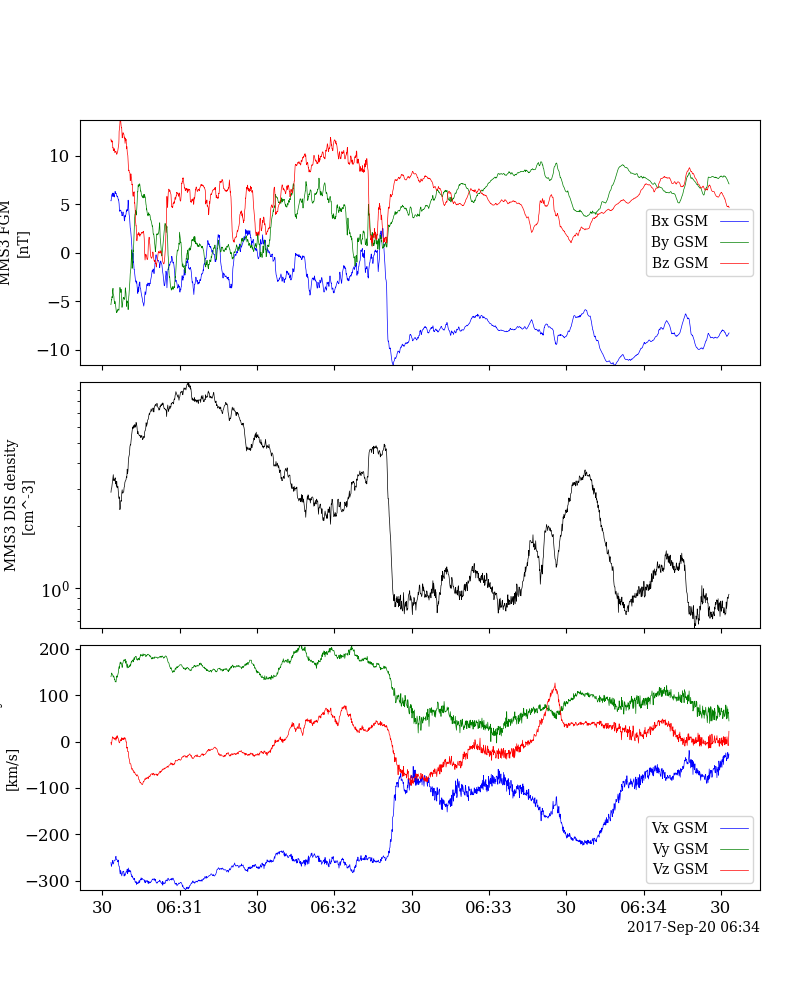 10
5
0
−5
−10
MMS3 FGM
[nT]
Bx GSM
By GSM
Bz GSM
10^0
MMS3 DIS density
[cm^-3]
200
100
0
−100
−200
−300
[km/s]
Vx GSM
Vy GSM
Vz GSM
30 06:31 30 06:32 30 06:33 30 06:34 30
2017-Sep-20 06:34